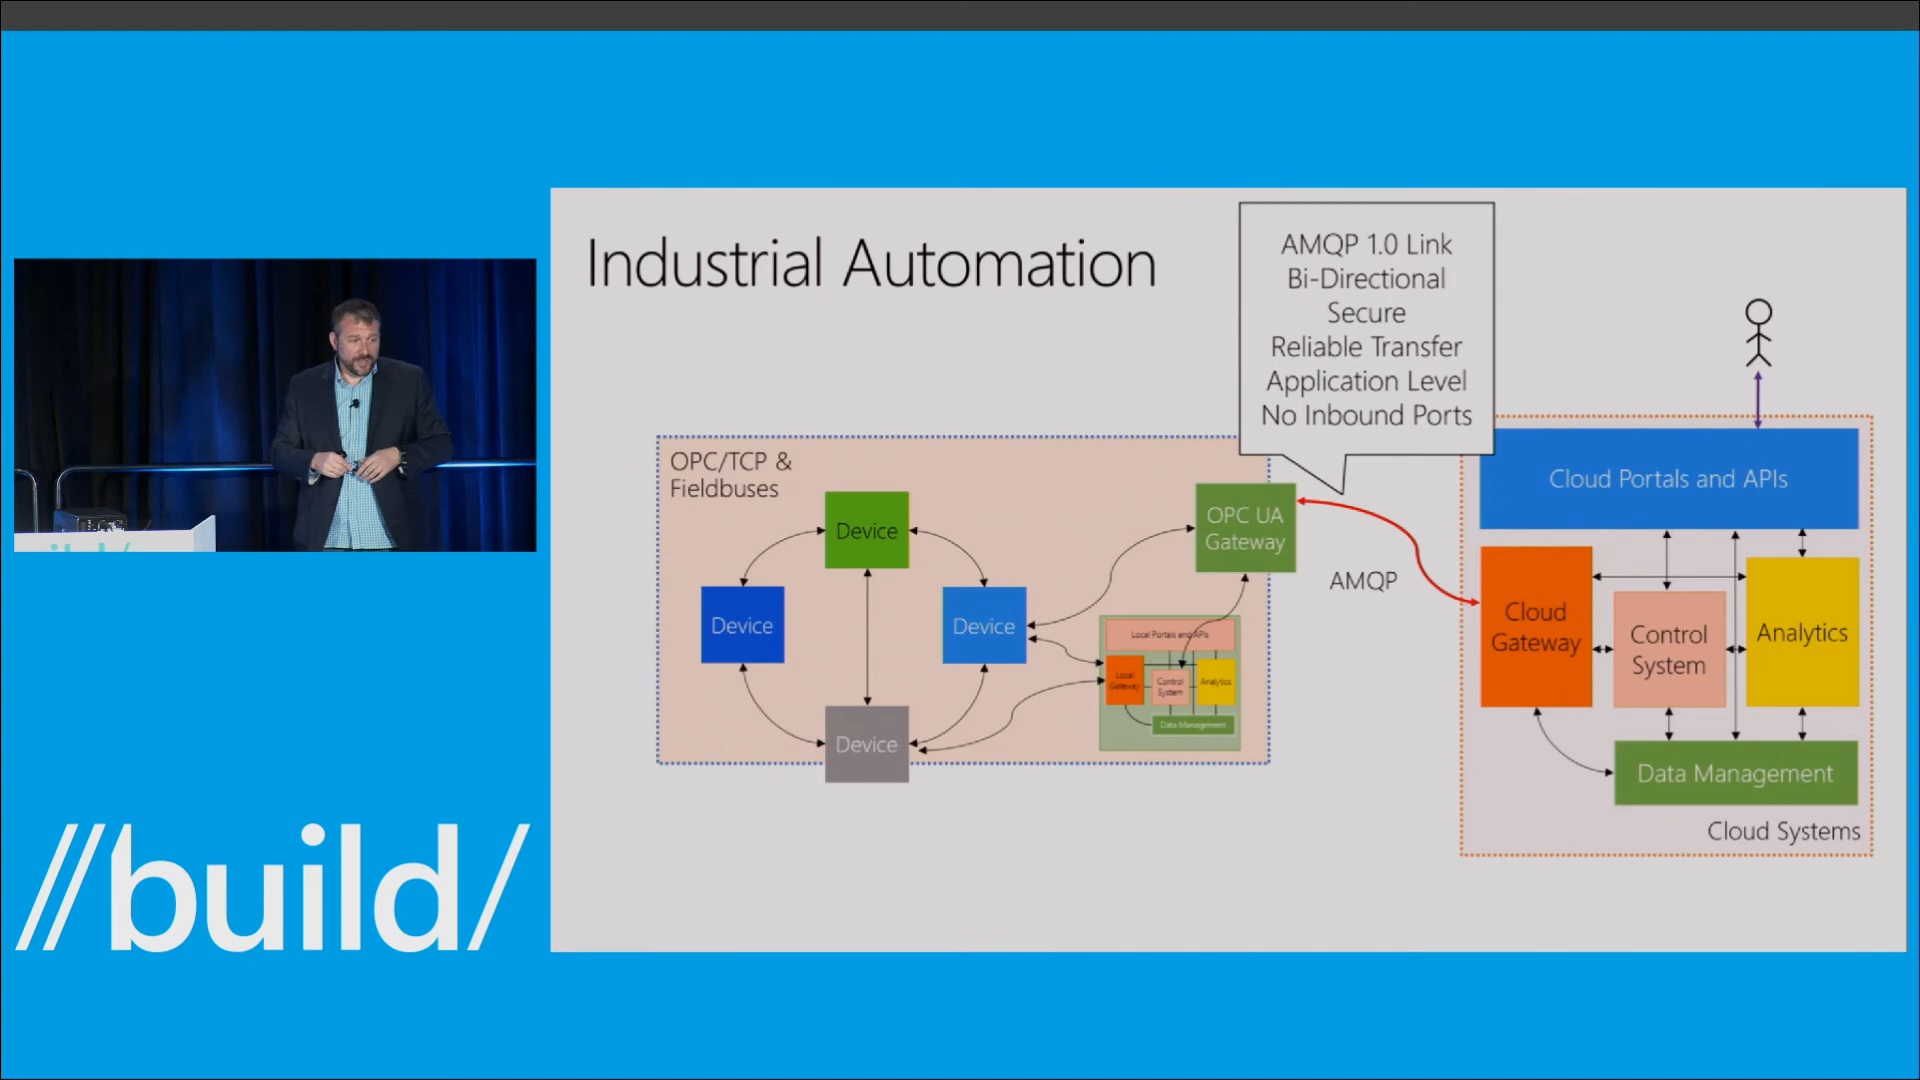 Industrial Automation
AMQP 1.0 Link
Bi-Directional
Secure
Reliable Transfer
Application Level
No Inbound Ports
OPC/TCP &
Fieldbuses
Device
Device
Device
Device
OPC UA
Gateway
Local Portals and APIs
Local
Gateway
Control
System
Analytics
Data Management
AMQP
Cloud Portals and APIs
Cloud
Gateway
Control
System
Analytics
Data Management
Cloud Systems
//build/